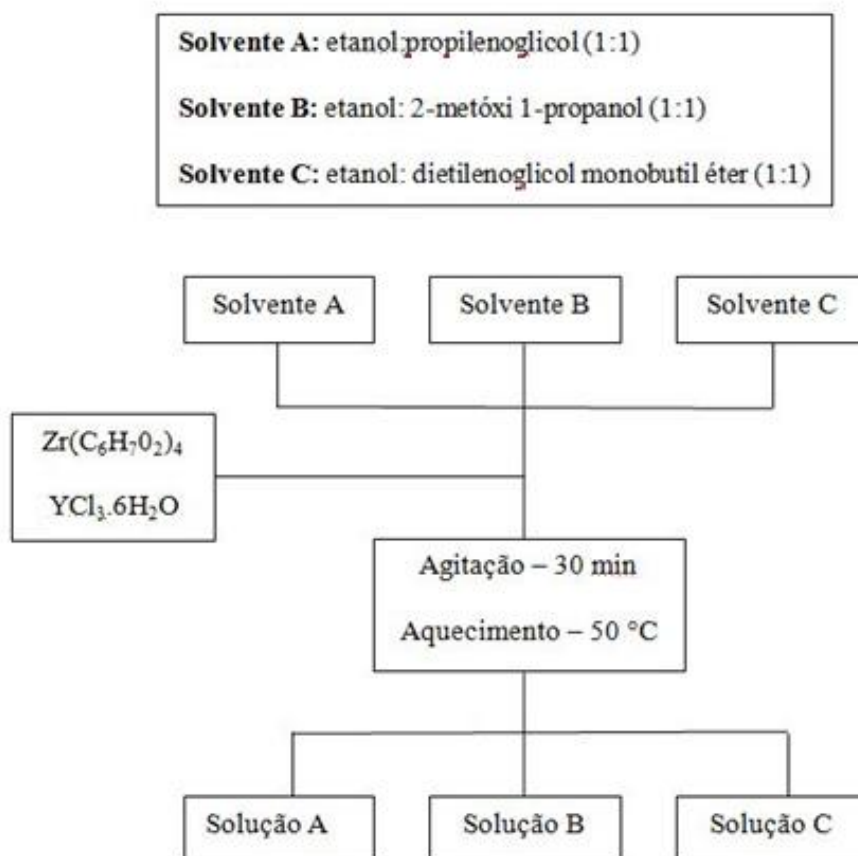 Solvente A: etanol:propilenoglicol (1:1)
Solvente B: etanol: 2-metóxi 1-propanol (1:1)
Solvente C: etanol: dietilenoglicol monobutil éter (1:1)
Solvente A
Solvente B
Solvente C
Zr(C₆H₇0₂)₄
YCl₃.6H₂O
Agitação – 30 min
Aquecimento – 50 °C
Solução A
Solução B
Solução C